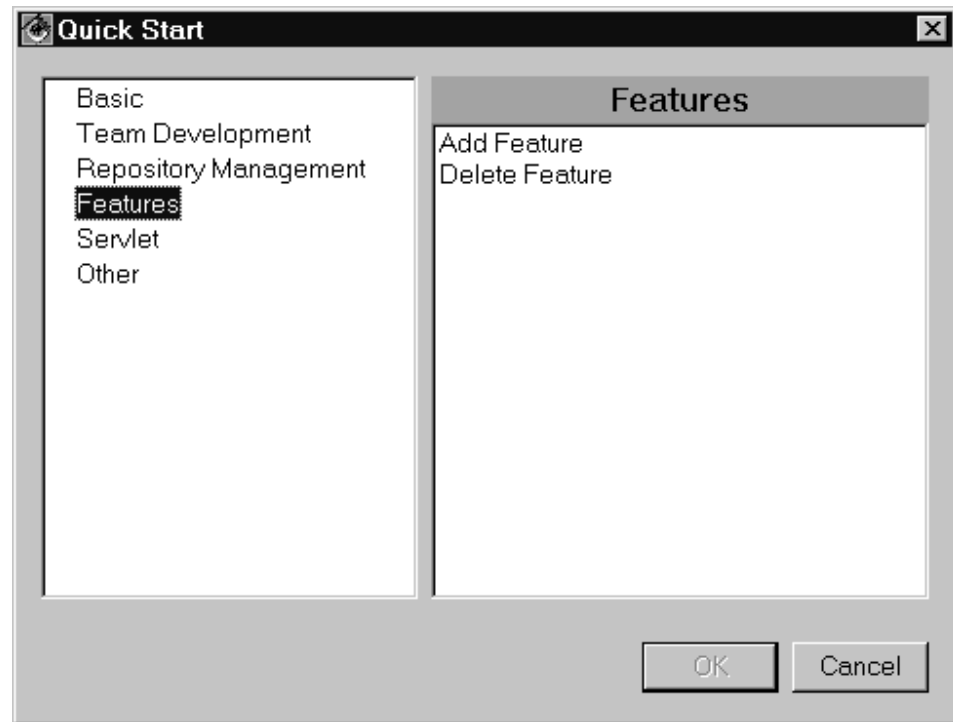 Quick Start
Basic
Team Development
Repository Management
Features
Servlet
Other
Features
Add Feature
Delete Feature
OK
Cancel